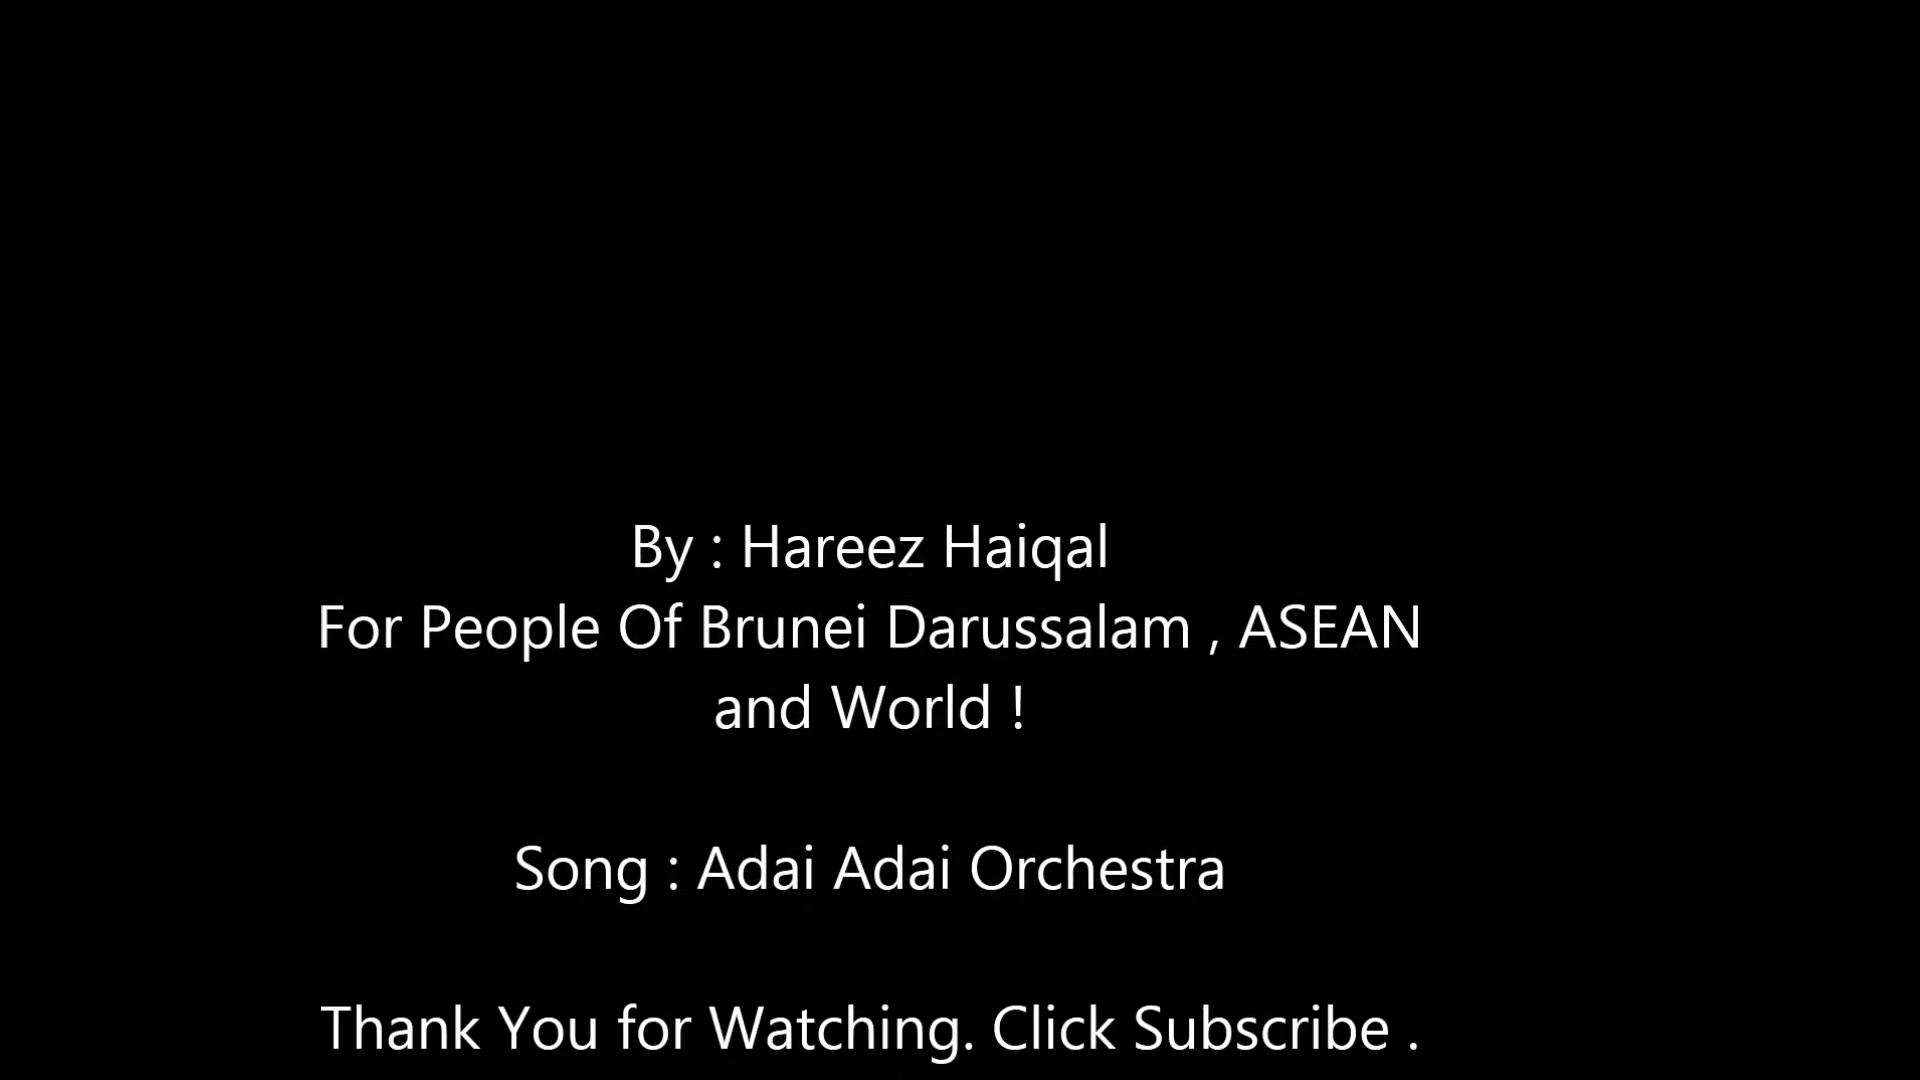 By : Hareez Haiqal
For People Of Brunei Darussalam , ASEAN
and World !
Song : Adai Adai Orchestra
Thank You for Watching. Click Subscribe .